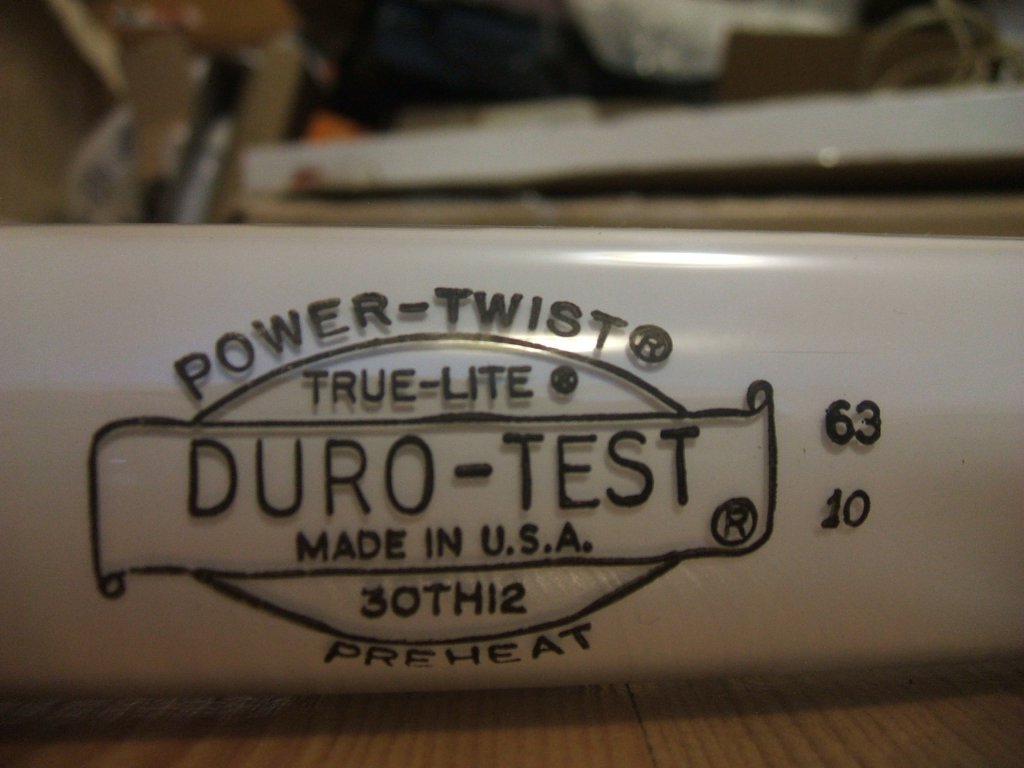 POWER-TWIST®
TRUE-LITE ®
DURO-TEST ®
MADE IN U.S.A.
30TH12
PREHEAT
63
10